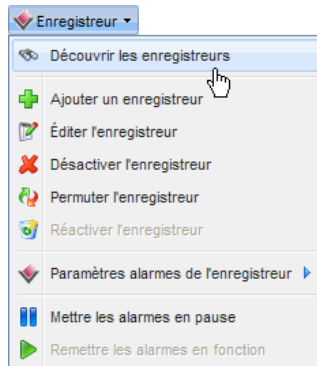 Enregistreur
Découvrir les enregistreurs
Ajouter un enregistreur
Éditer l'enregistreur
Désactiver l'enregistreur
Permuter l'enregistreur
Réactiver l'enregistreur
Paramètres alarmes de l'enregistreur
Mettre les alarmes en pause
Remettre les alarmes en fonction